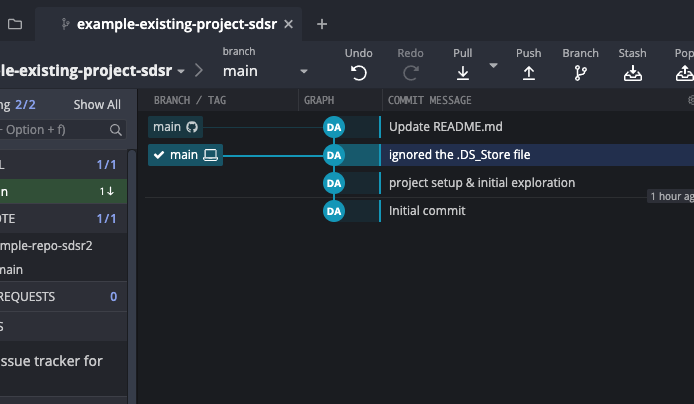 example-existing-project-sdsr
le-existing-project-sdsr
branch
main
Undo
Redo
Pull
Push
Branch
Stash
Pop
ng 2/2
Show All
+ Option + f)
L
1/1
n
1↓
OTE
1/1
mple-repo-sdsr2
main
REQUESTS
0
S
ssue tracker for
BRANCH / TAG
GRAPH
COMMIT MESSAGE
main
DA
Update README.md
main
DA
ignored the .DS_Store file
DA
project setup & initial exploration
1 hour ag
DA
Initial commit